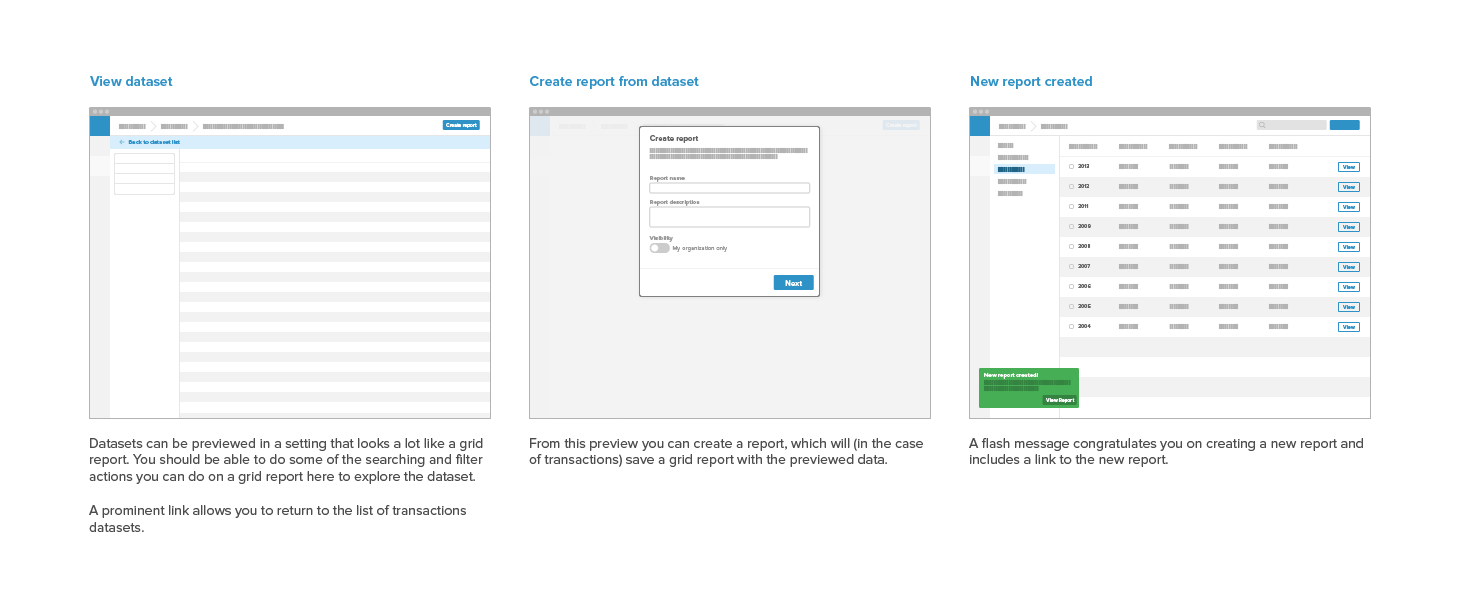 View dataset
Create report
Back to dataset list
Datasets can be previewed in a setting that looks a lot like a grid
report. You should be able to do some of the searching and filter
actions you can do on a grid report here to explore the dataset.
A prominent link allows you to return to the list of transactions
datasets.
Create report from dataset
Create report
Create report
Report name
Report description
Visibility
My organization only
Next
From this preview you can create a report, which will (in the case
of transactions) save a grid report with the previewed data.
New report created
2013 View
2012 View
2011 View
2009 View
2008 View
2007 View
2006 View
2005 View
2004 View
New report created!
View Report
A flash message congratulates you on creating a new report and
includes a link to the new report.